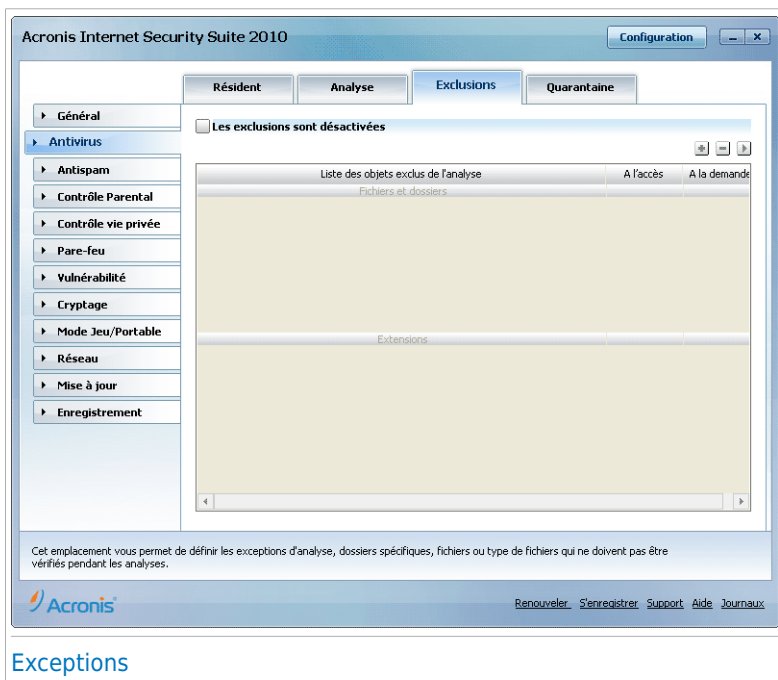 Acronis Internet Security Suite 2010
Configuration
Résident
Analyse
Exclusions
Quarantaine
Général
Antivirus
Antispam
Contrôle Parental
Contrôle vie privée
Pare-feu
Vulnérabilité
Cryptage
Mode Jeu/Portable
Réseau
Mise à jour
Enregistrement
Les exclusions sont désactivées
Liste des objets exclus de l'analyse
A l'accès
A la demande
Fichiers et dossiers
Extensions
Cet emplacement vous permet de définir les exceptions d'analyse, dossiers spécifiques, fichiers ou type de fichiers qui ne doivent pas être
vérifiés pendant les analyses.
Acronis
Renouveler S'enregistrer Support Aide Journaux
Exceptions